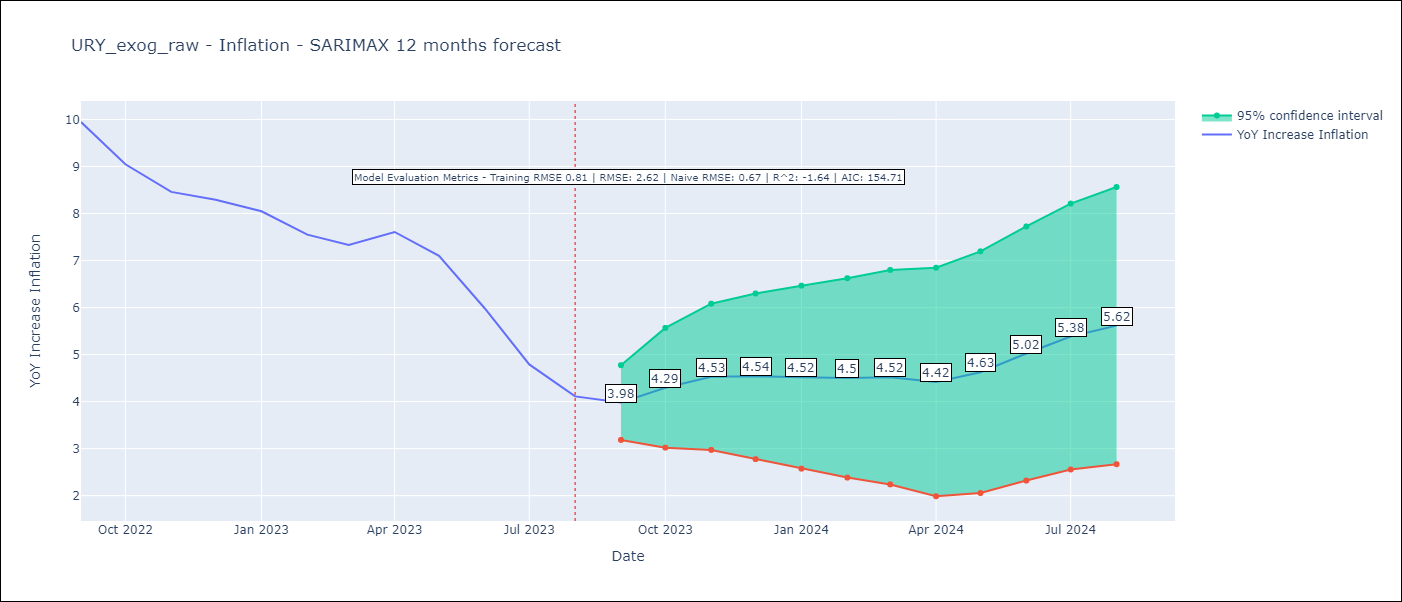 URY_exog_raw - Inflation - SARIMAX 12 months forecast
95% confidence interval
YoY Increase Inflation
Model Evaluation Metrics - Training RMSE 0.81 | RMSE: 2.62 | Naive RMSE: 0.67 | R^2: -1.64 | AIC: 154.71
YoY Increase Inflation
10
9
8
7
6
5
4
3
2
3.98
4.29
4.53
4.54
4.52
4.5
4.52
4.42
4.63
5.02
5.38
5.62
Oct 2022
Jan 2023
Apr 2023
Jul 2023
Oct 2023
Jan 2024
Apr 2024
Jul 2024
Date